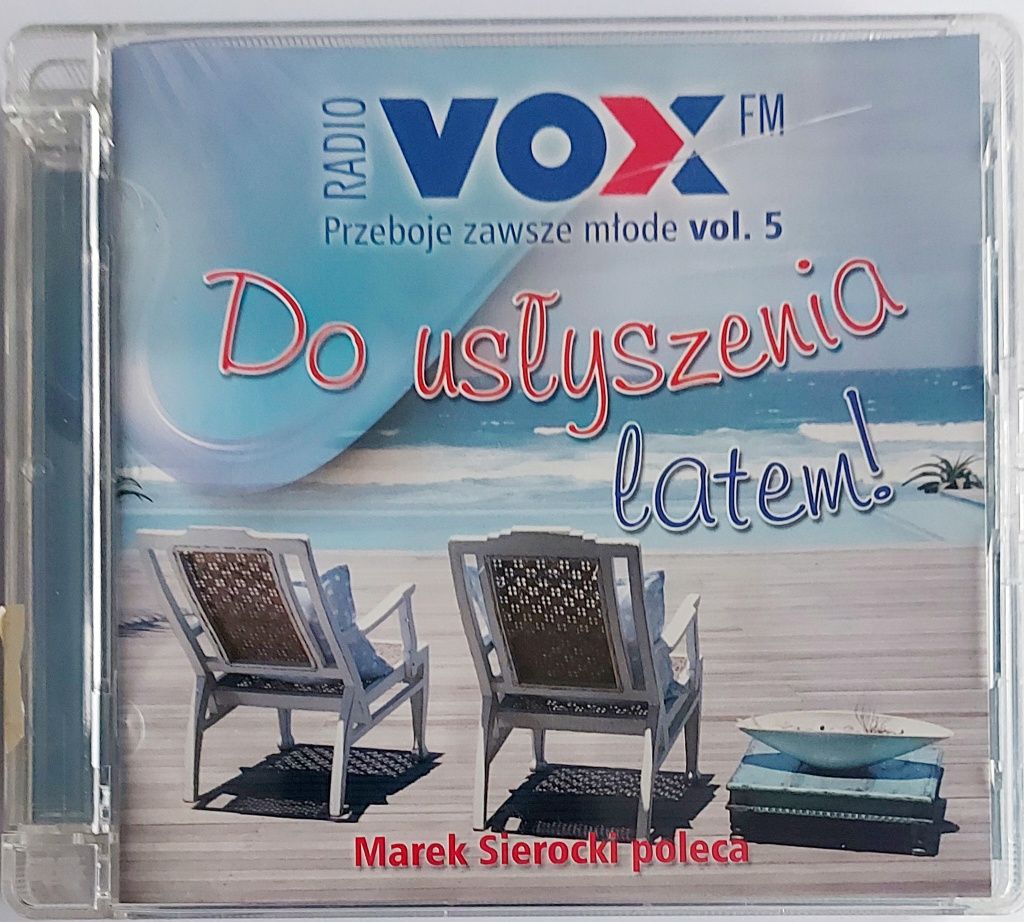 RADIO VOX FM
Przeboje zawsze młode vol. 5
Do usłyszenia
latem!
Marek Sierocki poleca